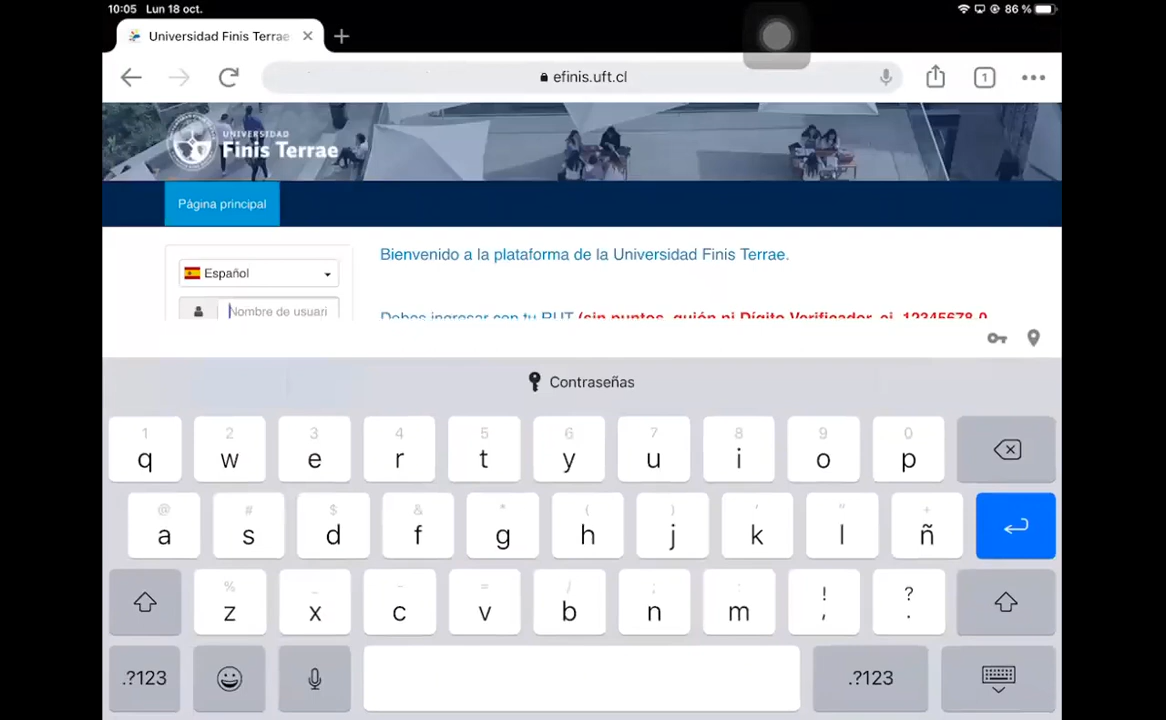 10:05 Lun 18 oct. 86 %
Universidad Finis Terrae
efinis.uft.cl 1
UNIVERSIDAD
Finis Terrae
Página principal
Español
Bienvenido a la plataforma de la Universidad Finis Terrae.
Nombre de usuari
Debes ingresar con tu RUT (sin puntos, guión ni Dígito Verificador, ej. 12345678-0
Contraseñas
1 2 3 4 5 6 7 8 9 0
q w e r t y u i o p
@ # $ & * ( ) ' " +
a s d f g h j k l ñ
% _ - = / ; : ! ?
z x c v b n m , .
.?123 .?123